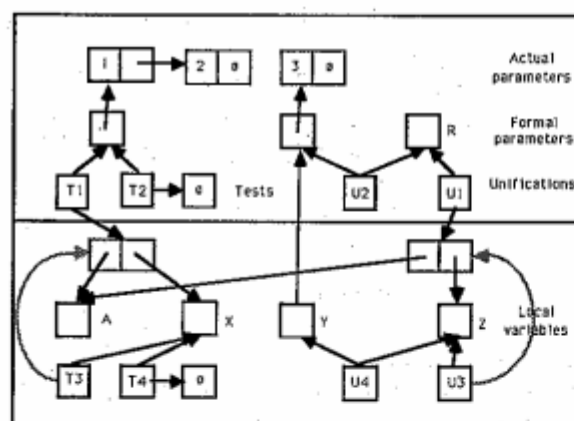 1 2 ø 3 ø Actual
parameters
R Formal
parameters
T1 T2 ø Tests U2 U1 Unifications
A X Y Z Local
variables
T3 T4 ø U4 U3